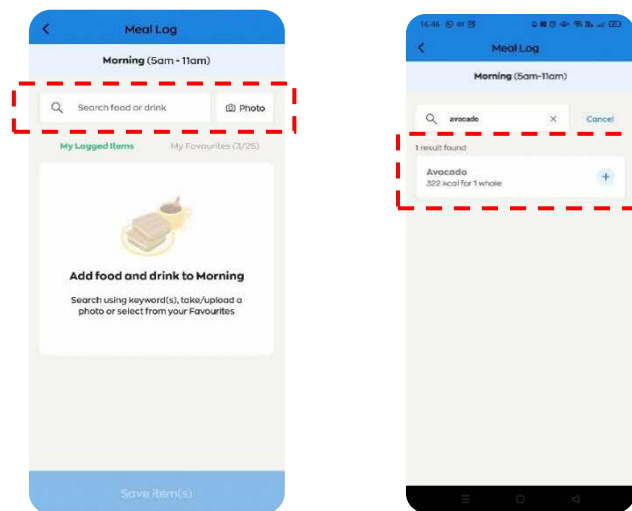 Meal Log
Morning (5am - 11am)
Search food or drink
Photo
My Logged Items
My Favourites (3/25)
Add food and drink to Morning
Search using keyword(s), take/upload a
photo or select from your Favourites
Save item(s)
16:46
Meal Log
Morning (5am-11am)
avocado
Cancel
1 result found
Avocado
322 kcal for 1 whole